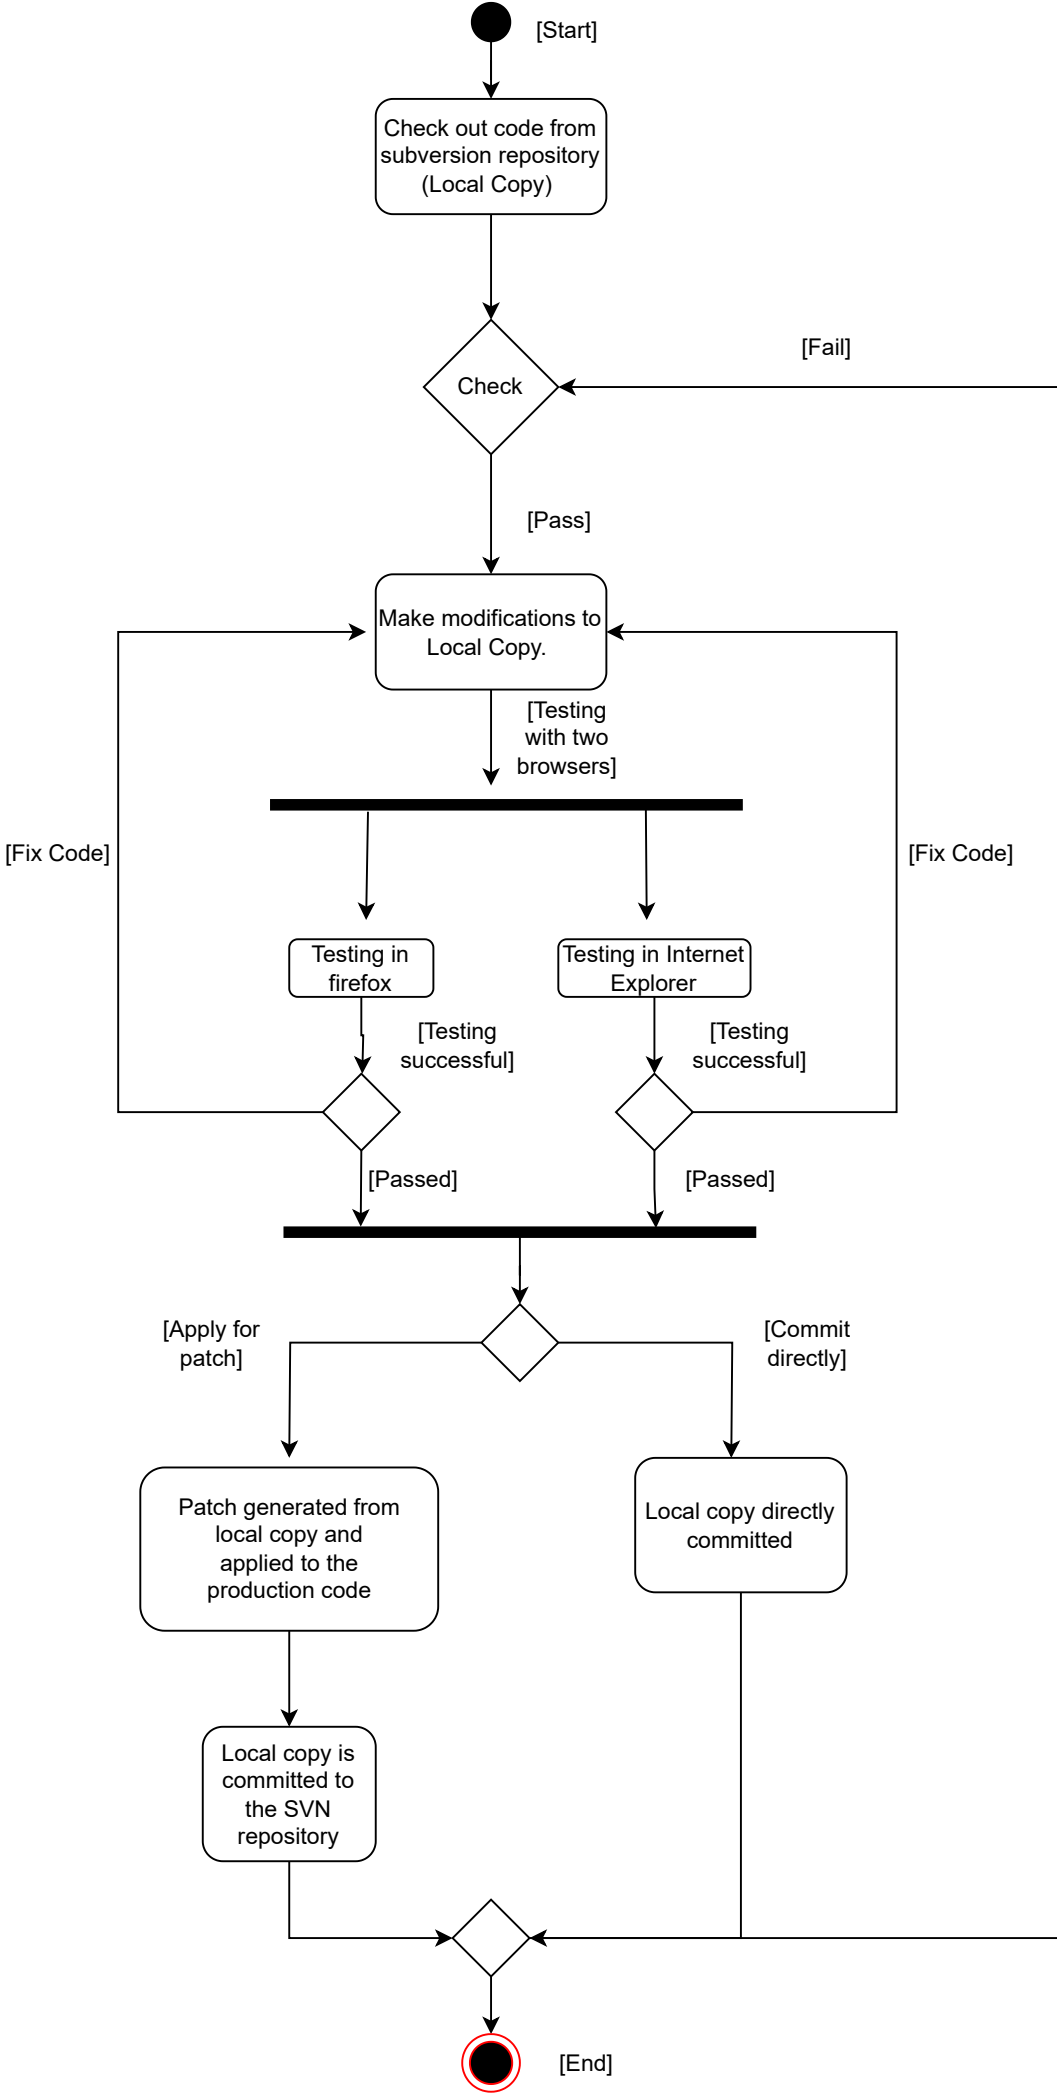 [Start]
Check out code from
subversion repository
(Local Copy)
[Fail]
Check
[Pass]
Make modifications to
Local Copy.
[Testing
with two
browsers]
[Fix Code]
[Fix Code]
Testing in
firefox
Testing in Internet
Explorer
[Testing
successful]
[Testing
successful]
[Passed]
[Passed]
[Apply for
patch]
[Commit
directly]
Patch generated from
local copy and
applied to the
production code
Local copy directly
committed
Local copy is
committed to
the SVN
repository
[End]